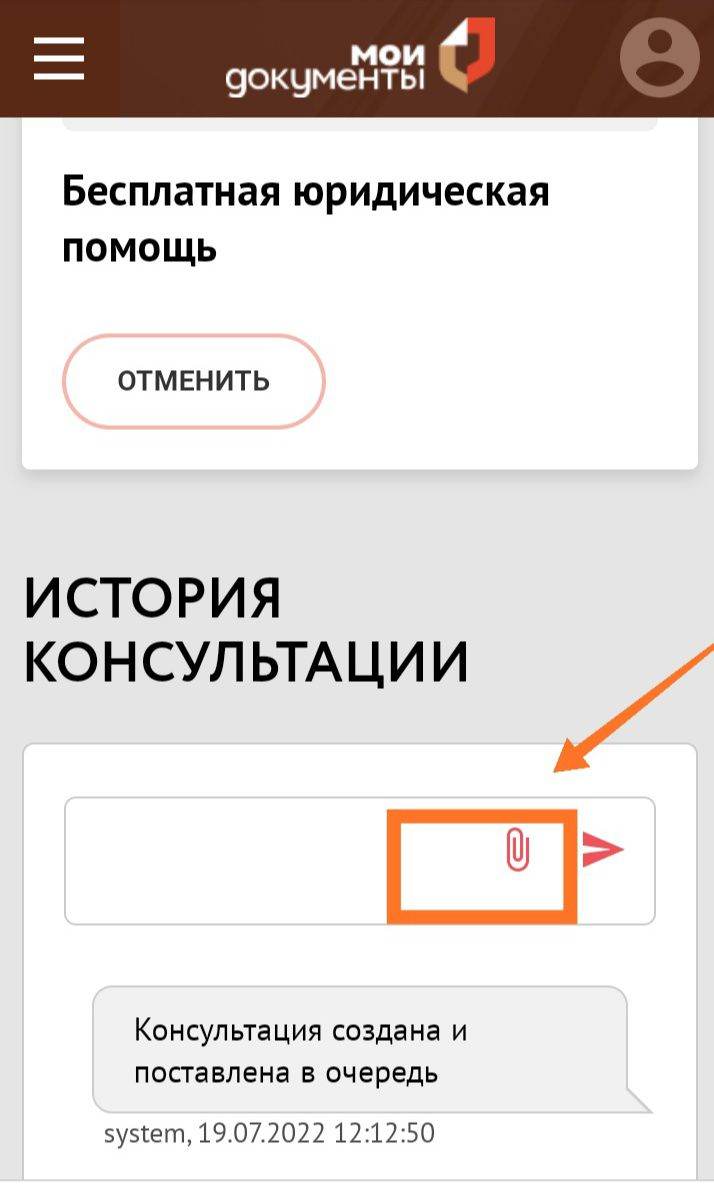 мои
документы
Бесплатная юридическая
помощь
ОТМЕНИТЬ
ИСТОРИЯ
КОНСУЛЬТАЦИИ
Консультация создана и
поставлена в очередь
system, 19.07.2022 12:12:50